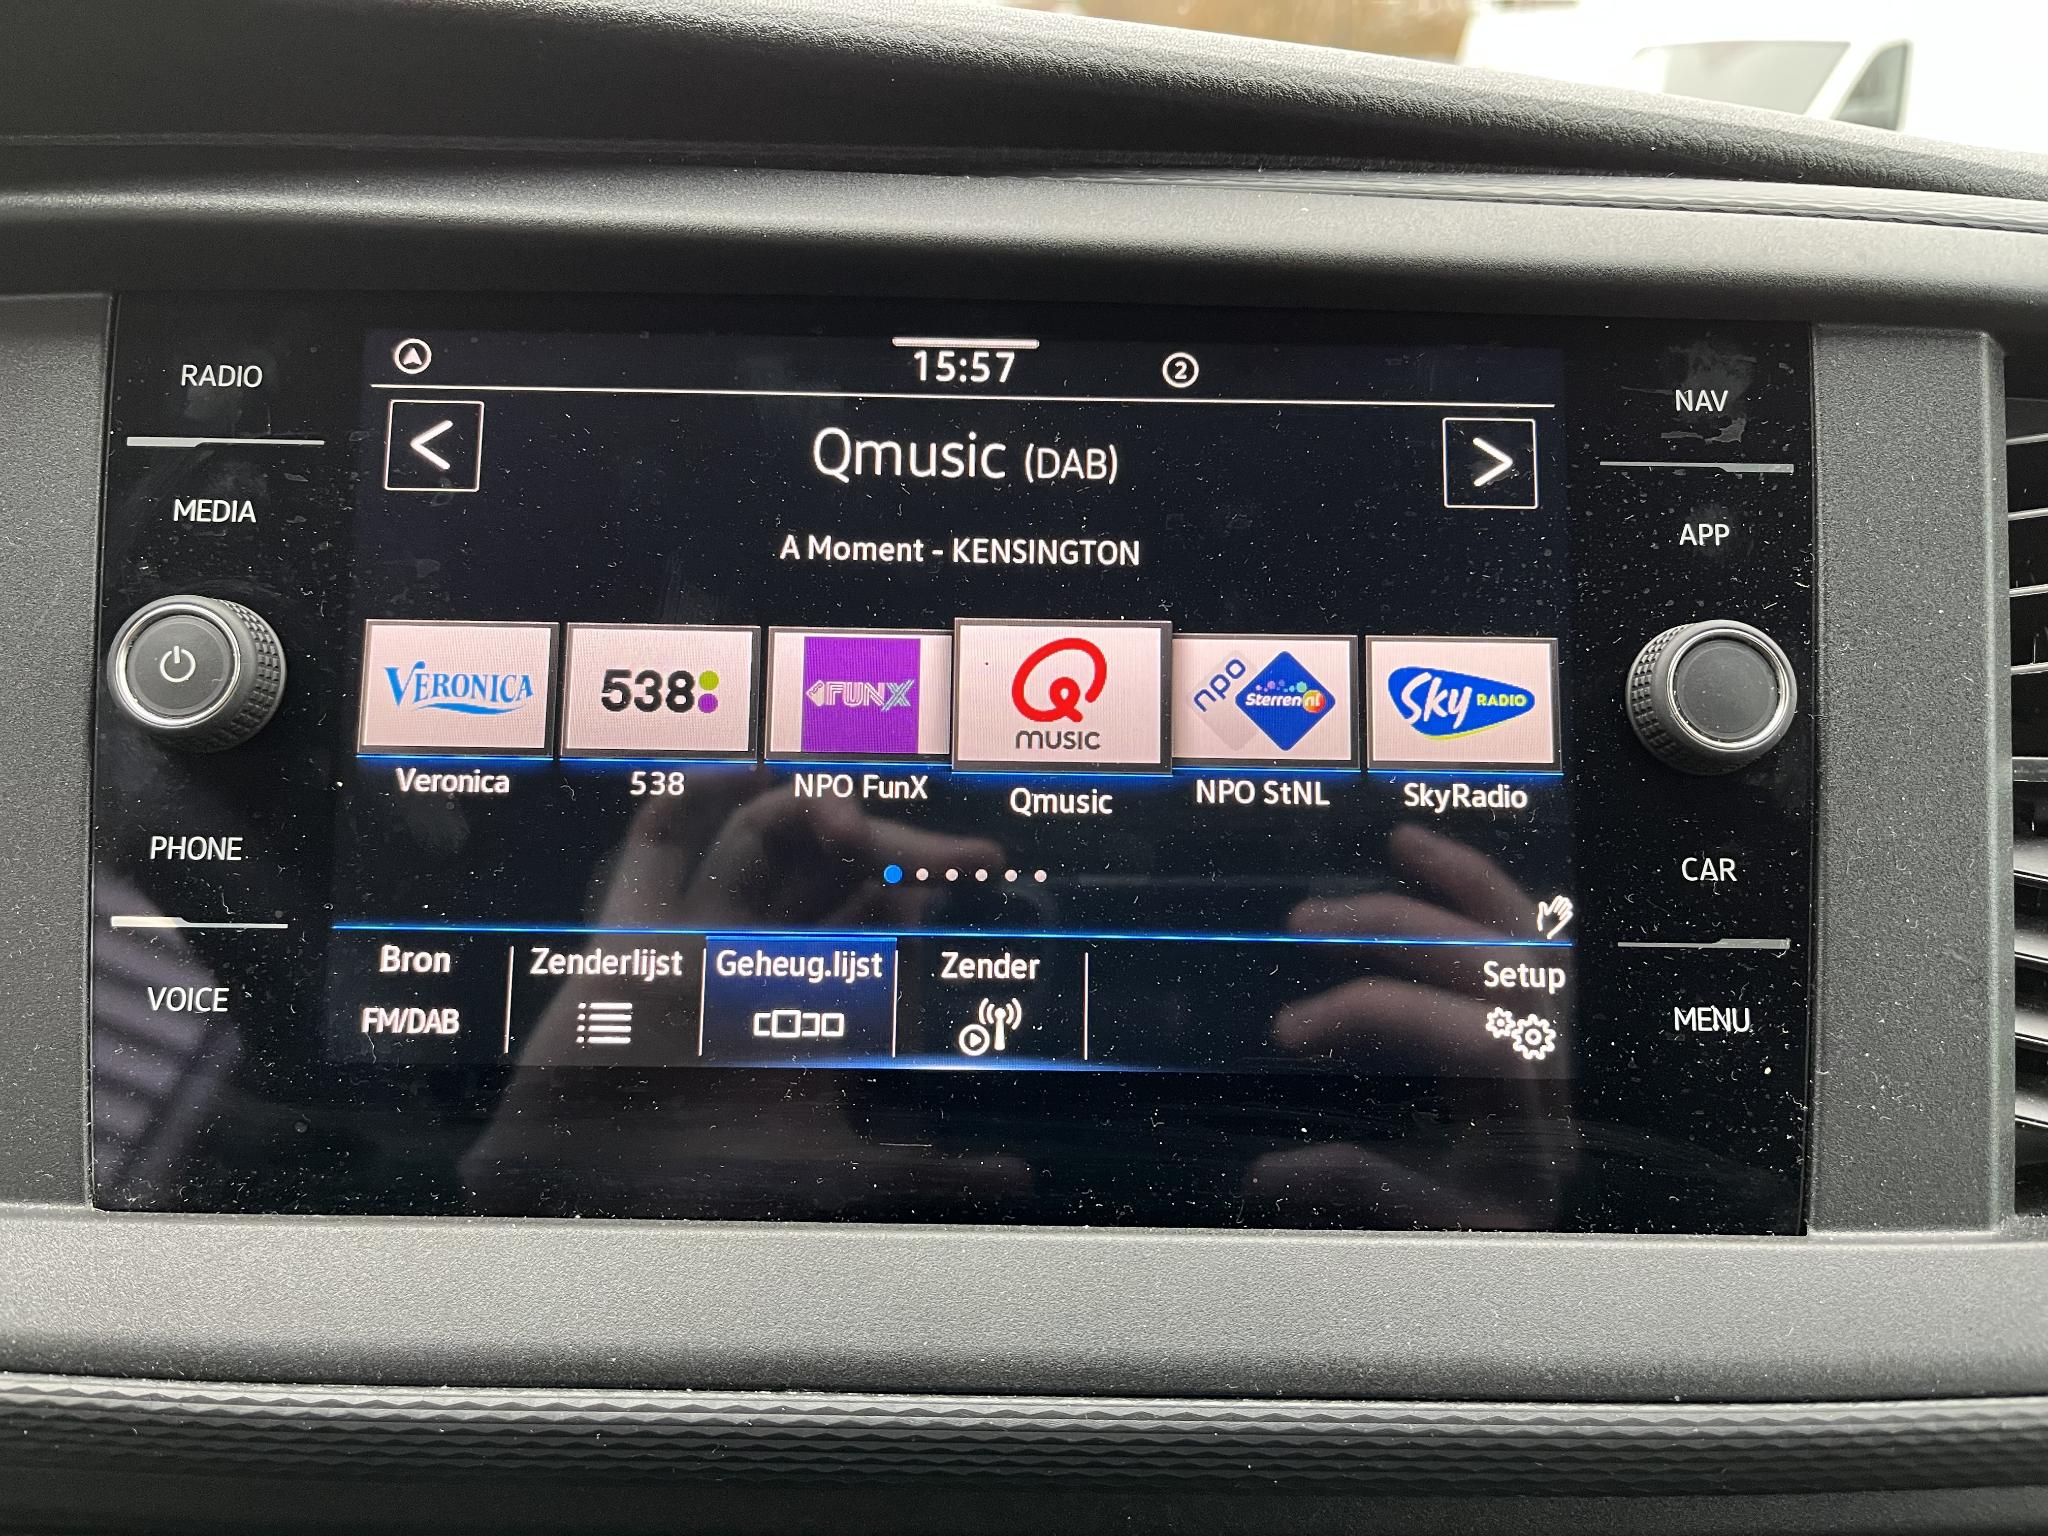 RADIO
MEDIA
PHONE
VOICE
15:57
2
Qmusic (DAB)
A Moment - KENSINGTON
VERONICA
538
FUNX
MUSIC
npo Sterren nl
Sky RADIO
Veronica
538
NPO FunX
Qmusic
NPO StNL
SkyRadio
Bron
FM/DAB
Zenderlijst
Geheug.lijst
Zender
Setup
NAV
APP
CAR
MENU